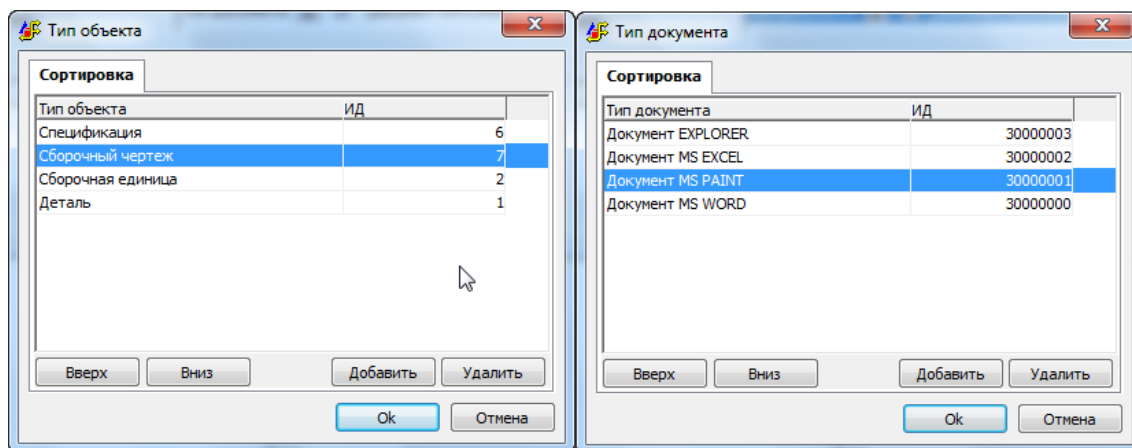 Тип объекта
Сортировка
Тип объекта ИД
Спецификация 6
Сборочный чертеж 7
Сборочная единица 2
Деталь 1
Вверх Вниз Добавить Удалить
Ok Отмена
Тип документа
Сортировка
Тип документа ИД
Документ EXPLORER 30000003
Документ MS EXCEL 30000002
Документ MS PAINT 30000001
Документ MS WORD 30000000
Вверх Вниз Добавить Удалить
Ok Отмена